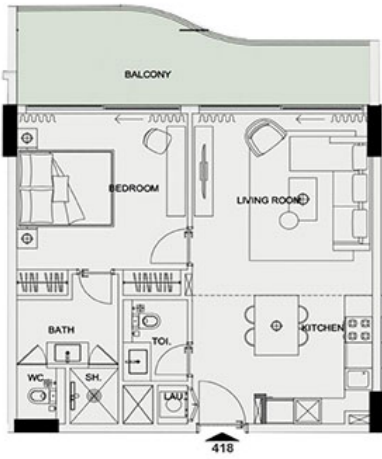 BALCONY
BEDROOM
LIVING ROOM
KITCHEN
BATH
TOI.
WC
SH.
LAU
418